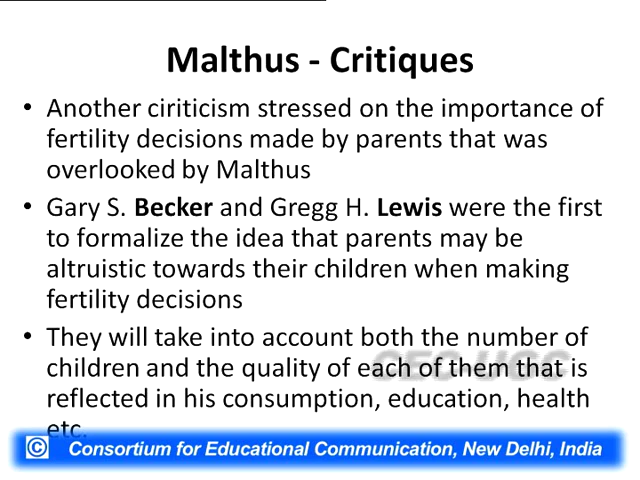 Malthus - Critiques
• Another ciriticism stressed on the importance of
fertility decisions made by parents that was
overlooked by Malthus
• Gary S. Becker and Gregg H. Lewis were the first
to formalize the idea that parents may be
altruistic towards their children when making
fertility decisions
• They will take into account both the number of
children and the quality of each of them that is
reflected in his consumption, education, health
etc.
CEC-UGC
© Consortium for Educational Communication, New Delhi, India